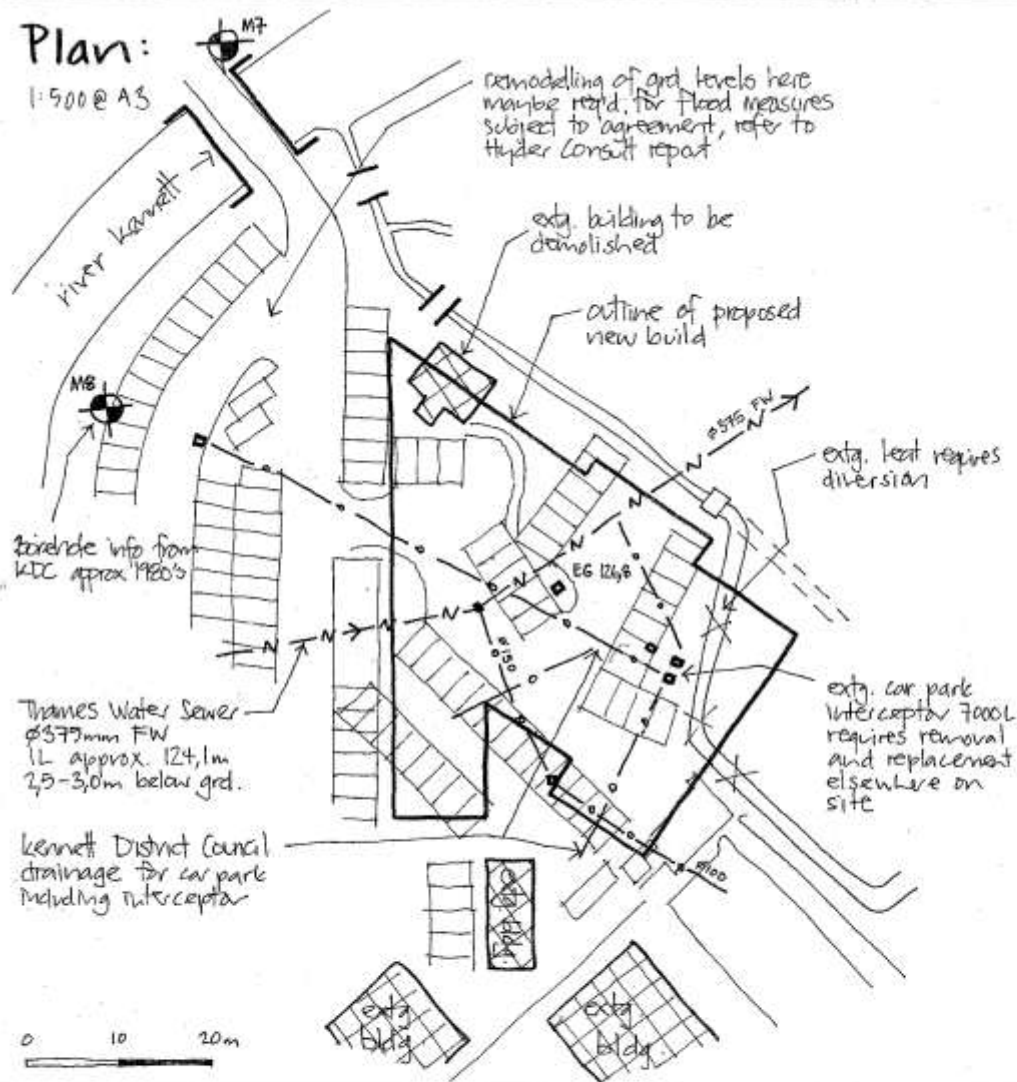 Plan:
1:500 @ A3
M7
remodelling of grd levels here
maybe reqd. for flood measures
subject to agreement, refer to
Hyder Consult report
river kennett
extg. building to be
demolished
outline of proposed
new build
M8
ø375 FW
extg. leat requires
diversion
Borehole info from
KDC approx 1980's
EG 126,8
ø150
Thames Water Sewer
ø375mm FW
IL approx. 124,1m
2,5-3,0m below grd.
extg. car park
interceptor 7000L
requires removal
and replacement
elsewhere on
site
kennett District Council
drainage for car park
including interceptor
ø100
extg
bldg.
extg
bldg.
extg
bldg.
0 10 20m